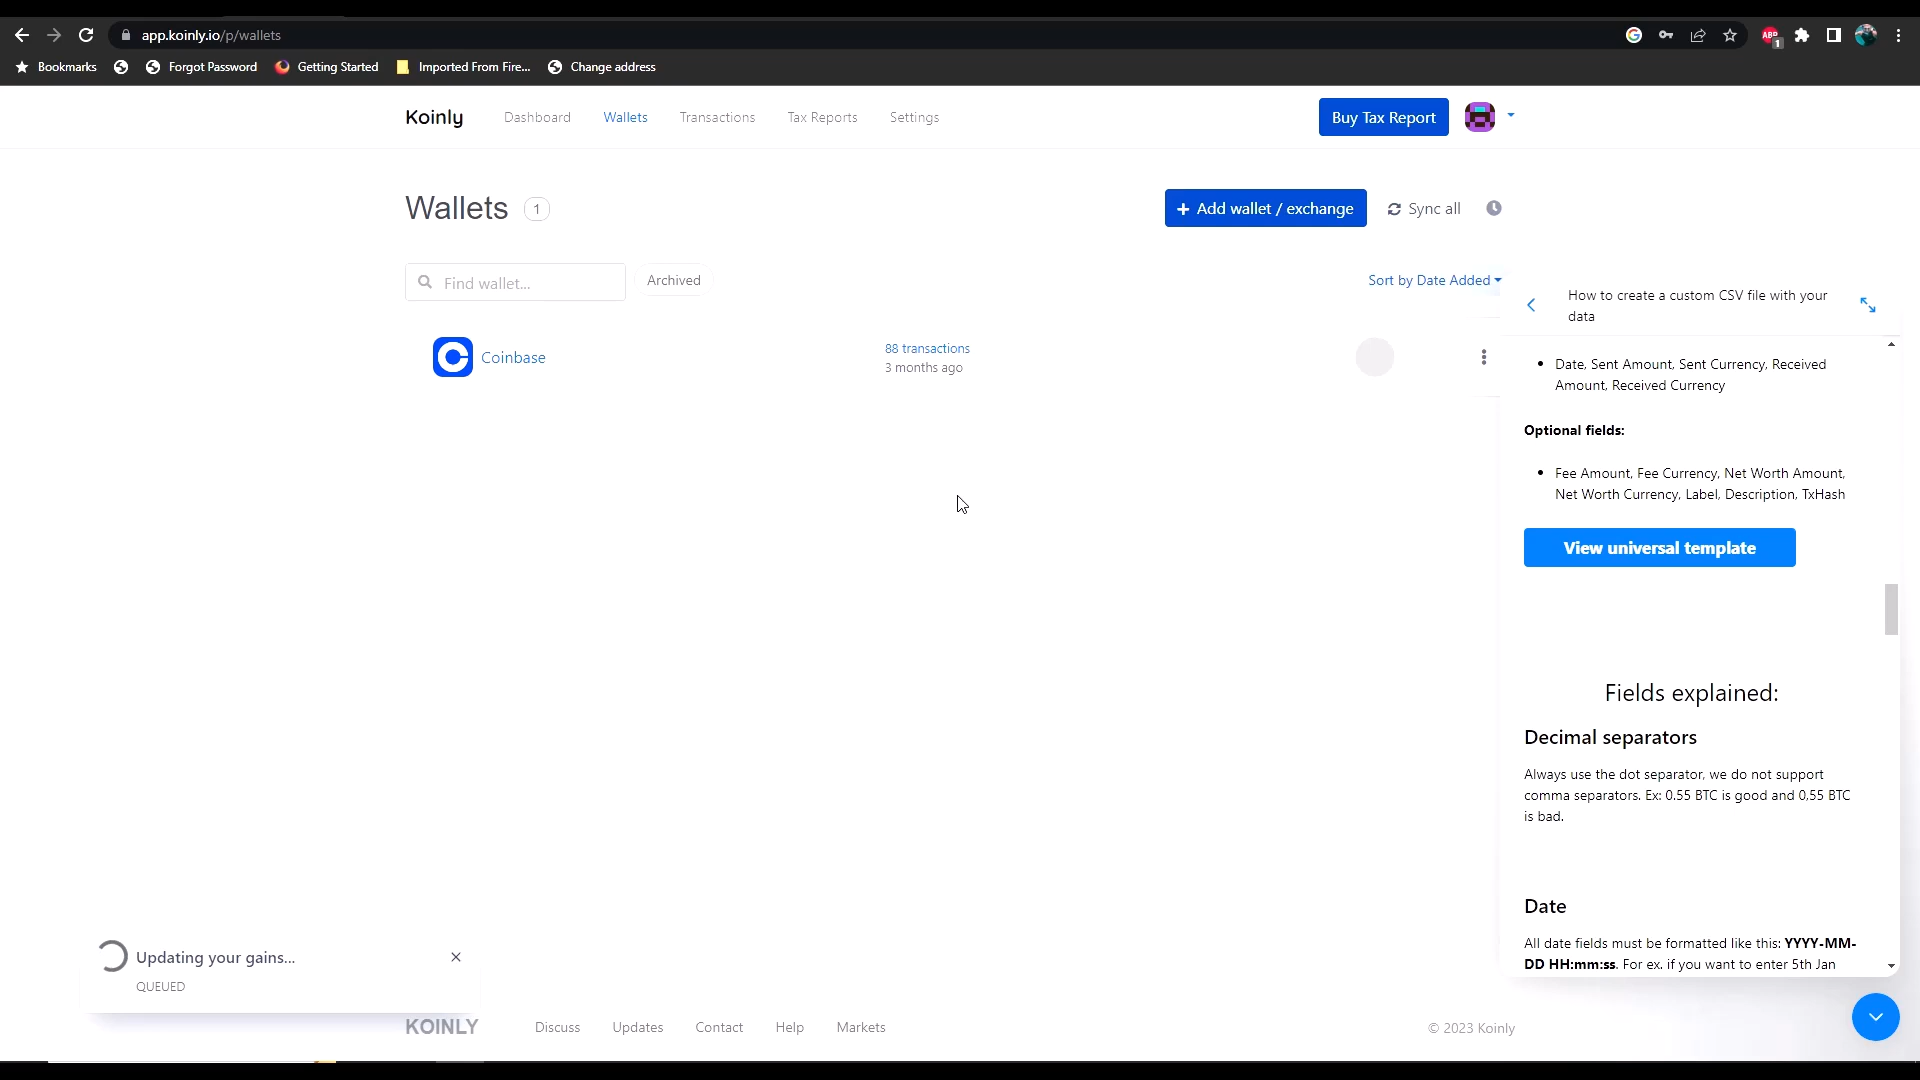 app.koinly.io/p/wallets
ABP
1
Bookmarks
Forgot Password
Getting Started
Imported From Fire...
Change address
Koinly
Dashboard
Wallets
Transactions
Tax Reports
Settings
Buy Tax Report
Wallets 1
+ Add wallet / exchange
Sync all
Find wallet...
Archived
Sort by Date Added
Coinbase
88 transactions
3 months ago
How to create a custom CSV file with your
data
• Date, Sent Amount, Sent Currency, Received
Amount, Received Currency
Optional fields:
• Fee Amount, Fee Currency, Net Worth Amount,
Net Worth Currency, Label, Description, TxHash
View universal template
Fields explained:
Decimal separators
Always use the dot separator, we do not support
comma separators. Ex: 0.55 BTC is good and 0,55 BTC
is bad.
Date
All date fields must be formatted like this: YYYY-MM-
DD HH:mm:ss. For ex. if you want to enter 5th Jan
Updating your gains...
QUEUED
KOINLY
Discuss
Updates
Contact
Help
Markets
© 2023 Koinly